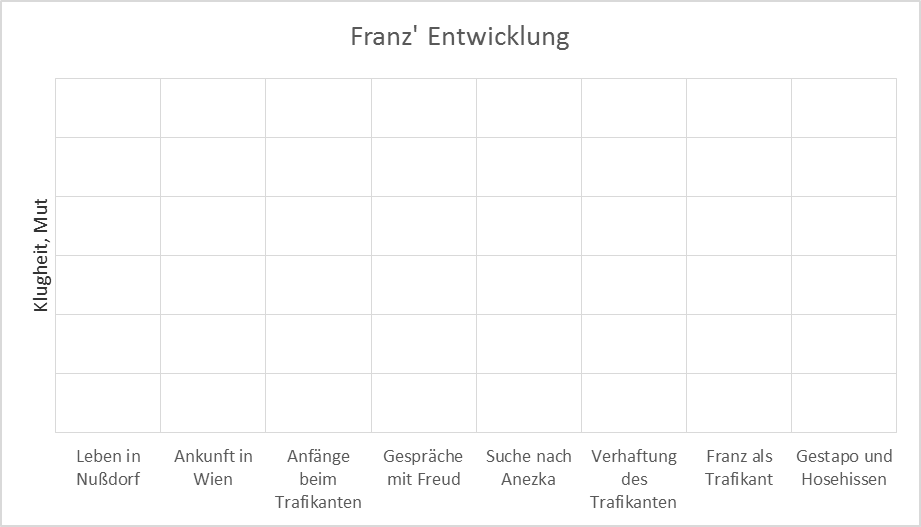 Franz' Entwicklung
Klugheit, Mut
Leben in
Nußdorf
Ankunft in
Wien
Anfänge
beim
Trafikanten
Gespräche
mit Freud
Suche nach
Anezka
Verhaftung
des
Trafikanten
Franz als
Trafikant
Gestapo und
Hosehissen